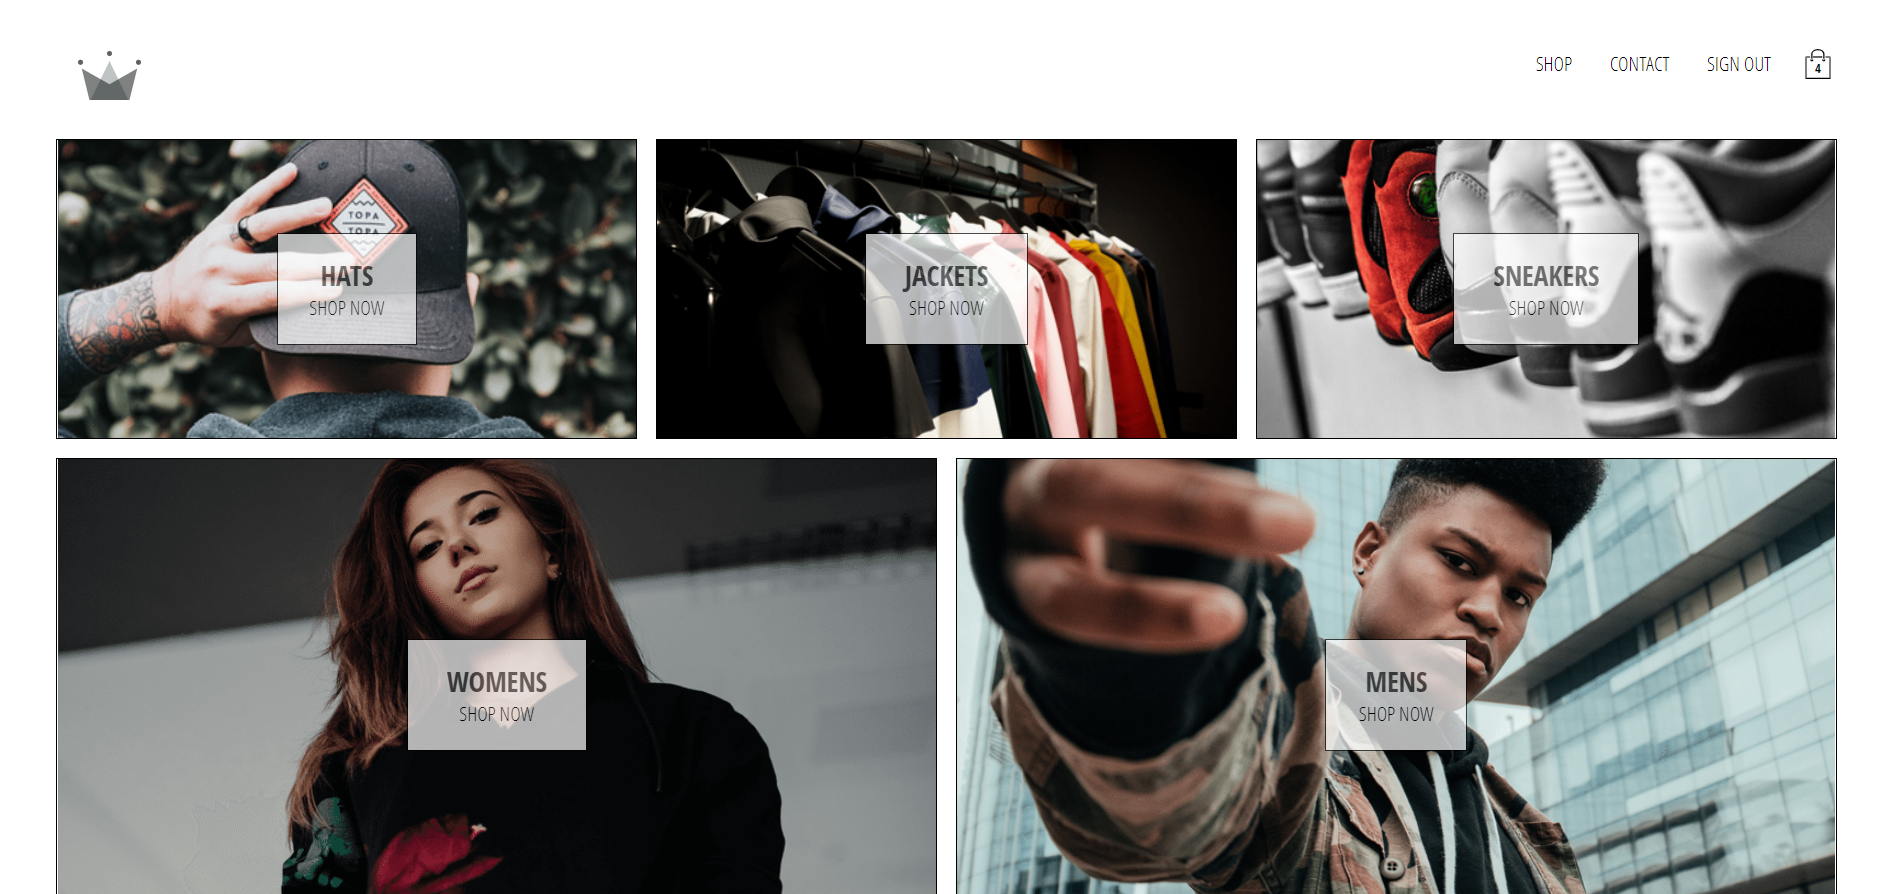 SHOP CONTACT SIGN OUT 4
TOPA
TOPA
HATS
SHOP NOW
JACKETS
SHOP NOW
SNEAKERS
SHOP NOW
WOMENS
SHOP NOW
MENS
SHOP NOW